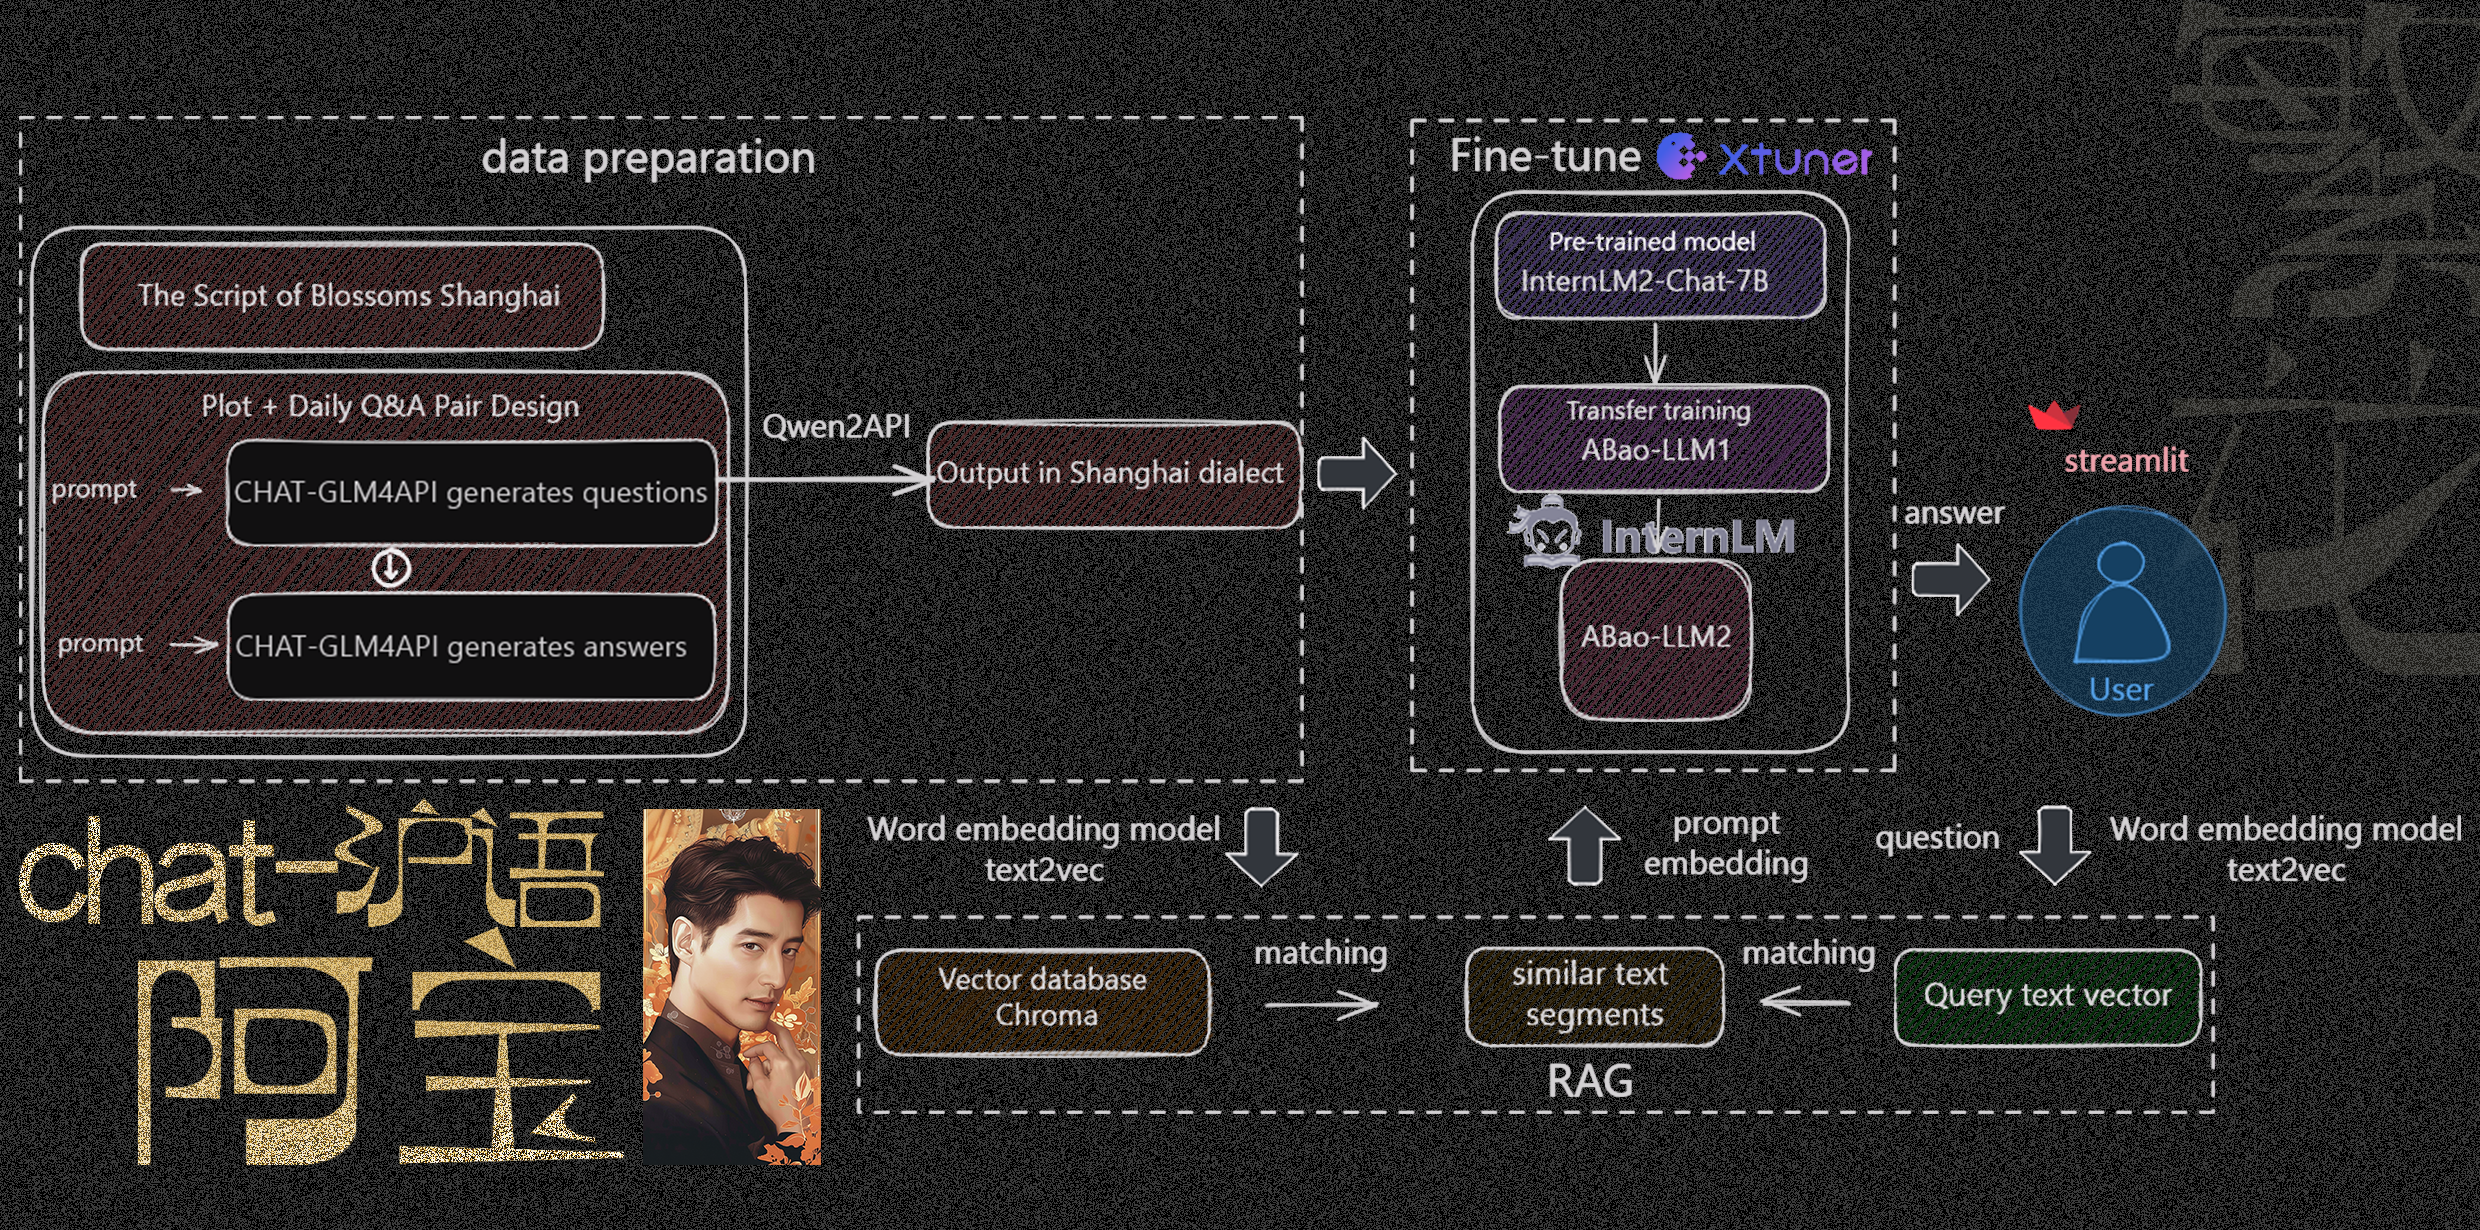 data preparation
The Script of Blossoms Shanghai
Plot + Daily Q&A Pair Design
prompt
CHAT-GLM4API generates questions
prompt
CHAT-GLM4API generates answers
Qwen2API
Output in Shanghai dialect
Fine-tune
Xtuner
Pre-trained model
InternLM2-Chat-7B
Transfer training
ABao-LLM1
InternLM
ABao-LLM2
answer
streamlit
User
chat-沪语
阿宝
Word embedding model
text2vec
prompt
embedding
question
Word embedding model
text2vec
Vector database
Chroma
matching
similar text
segments
matching
Query text vector
RAG